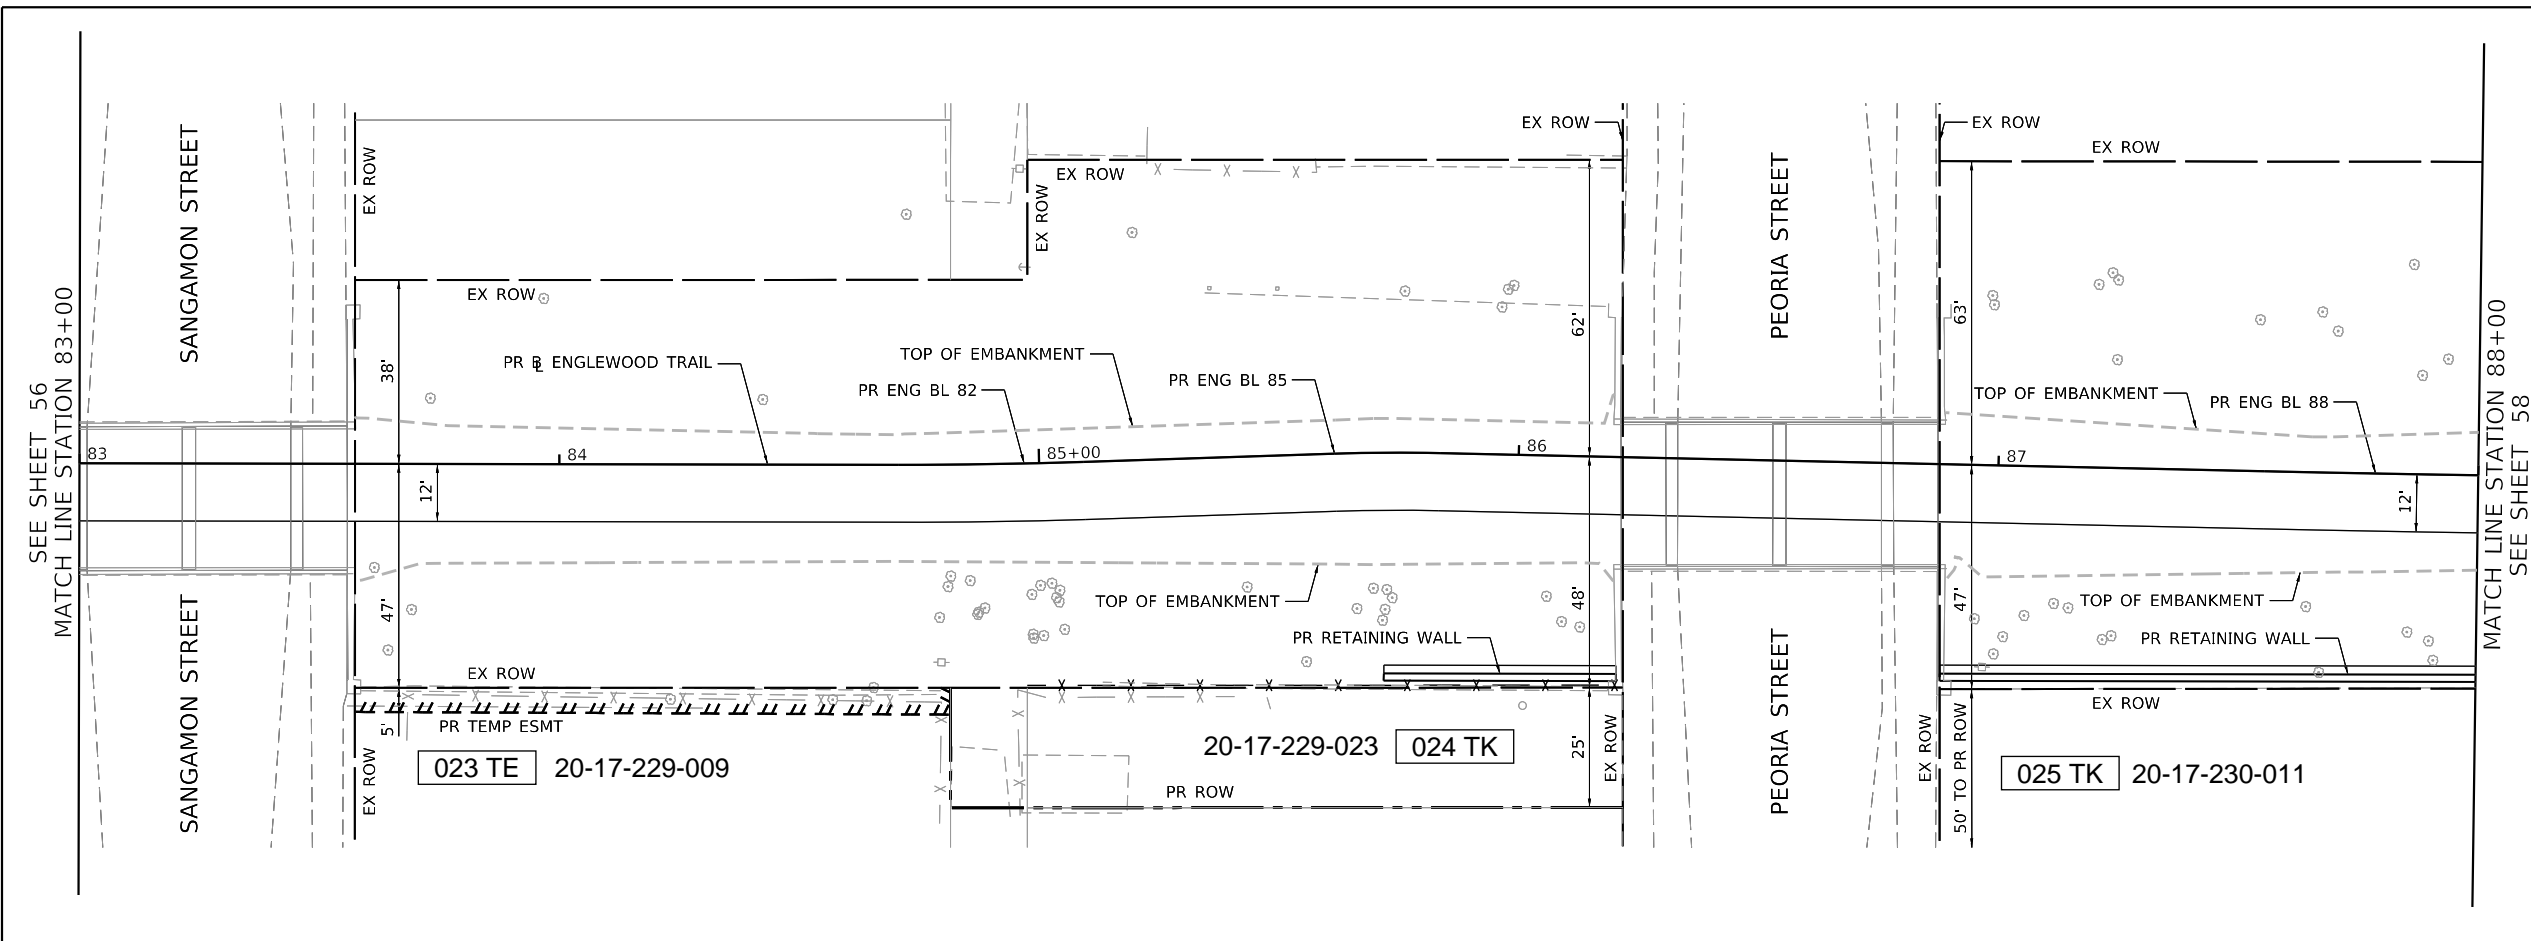 SEE SHEET 56
MATCH LINE STATION 83+00
SANGAMON STREET
SANGAMON STREET
EX ROW
EX ROW
38'
PR BL ENGLEWOOD TRAIL
PR ENG BL 82
TOP OF EMBANKMENT
PR ENG BL 85
EX ROW
EX ROW
EX ROW
62'
PEORIA STREET
EX ROW
EX ROW
63'
TOP OF EMBANKMENT
PR ENG BL 88
83
84
85+00
86
87
12'
12'
47'
TOP OF EMBANKMENT
48'
PR RETAINING WALL
47'
TOP OF EMBANKMENT
PR RETAINING WALL
EX ROW
5'
PR TEMP ESMT
EX ROW
023 TE 20-17-229-009
20-17-229-023 024 TK
PR ROW
25'
EX ROW
PEORIA STREET
EX ROW
50' TO PR ROW
EX ROW
025 TK 20-17-230-011
MATCH LINE STATION 88+00
SEE SHEET 58